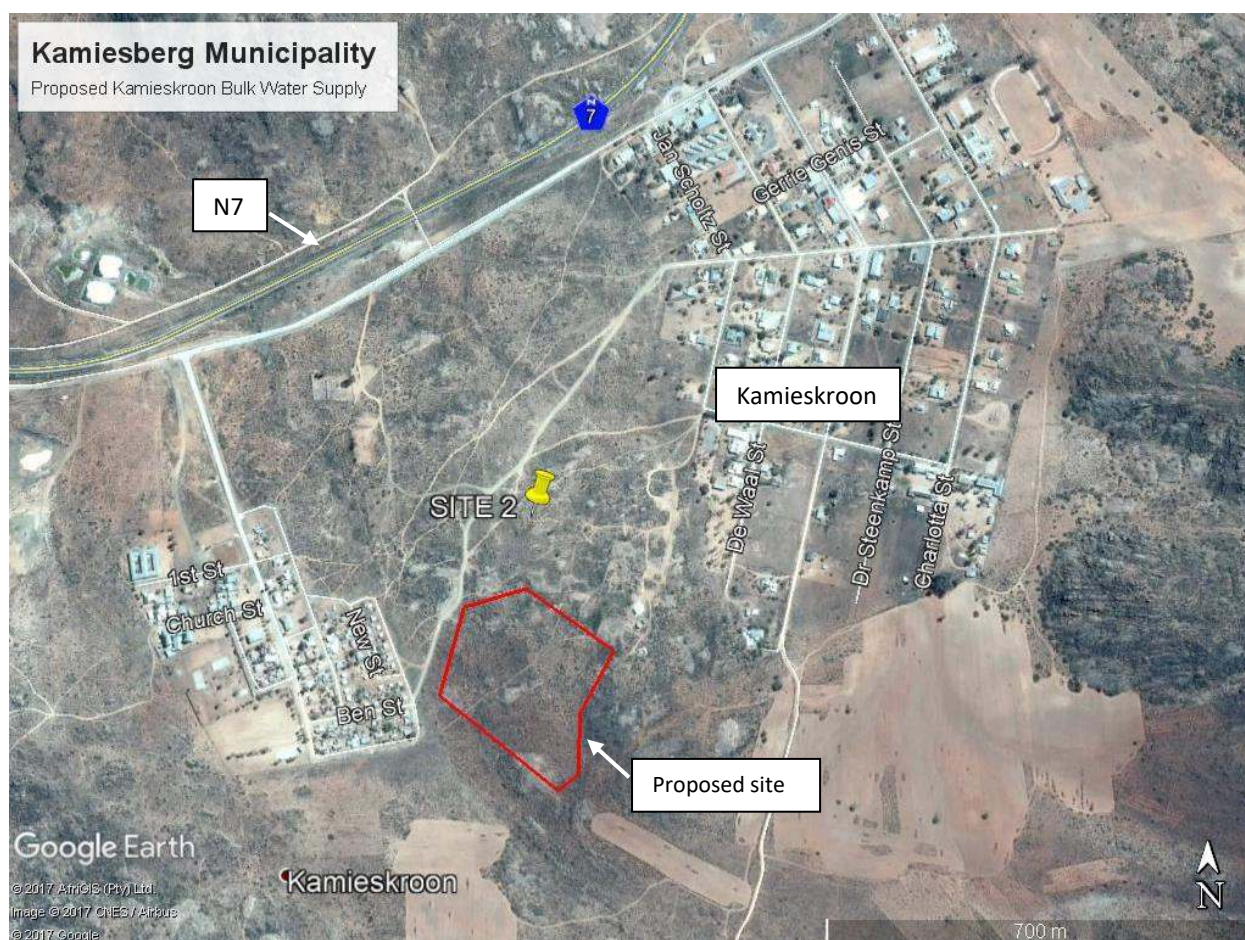 Kamiesberg Municipality
Proposed Kamieskroon Bulk Water Supply
N
7
Jan Scholtz St
Gerrie Genis St
N7
Kamieskroon
SITE 2
De Waal St
Dr-Steenkamp St
Charlotta St
1st St
Church St
New St
Ben St
Proposed site
Google Earth
Kamieskroon
© 2017 AfriGIS (Pty) Ltd.
Image © 2017 CNES / Airbus
© 2017 Google
700 m
N